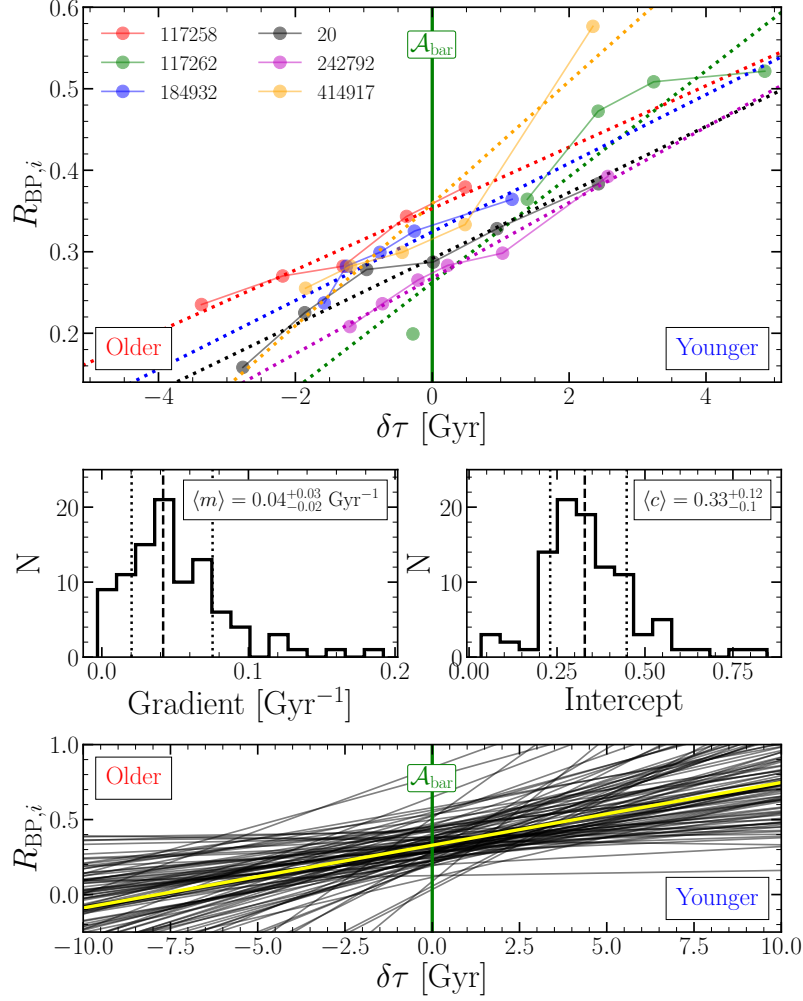 0.6
0.5
0.4
0.3
0.2
R_BP,i
117258
117262
184932
20
242792
414917
A_bar
Older
Younger
−4
−2
0
2
4
δτ [Gyr]
20
10
0
N
⟨m⟩ = 0.04^{+0.03}_{−0.02} Gyr^{−1}
0.0
0.1
0.2
Gradient [Gyr^{−1}]
20
10
0
N
⟨c⟩ = 0.33^{+0.12}_{−0.1}
0.00
0.25
0.50
0.75
Intercept
1.0
0.5
0.0
R_BP,i
Older
A_bar
Younger
−10.0
−7.5
−5.0
−2.5
0.0
2.5
5.0
7.5
10.0
δτ [Gyr]